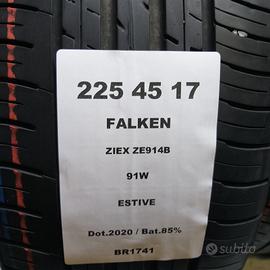 225 45 17
FALKEN
ZIEX ZE914B
91W
ESTIVE
Dot.2020 / Bat.85%
BR1741
subito